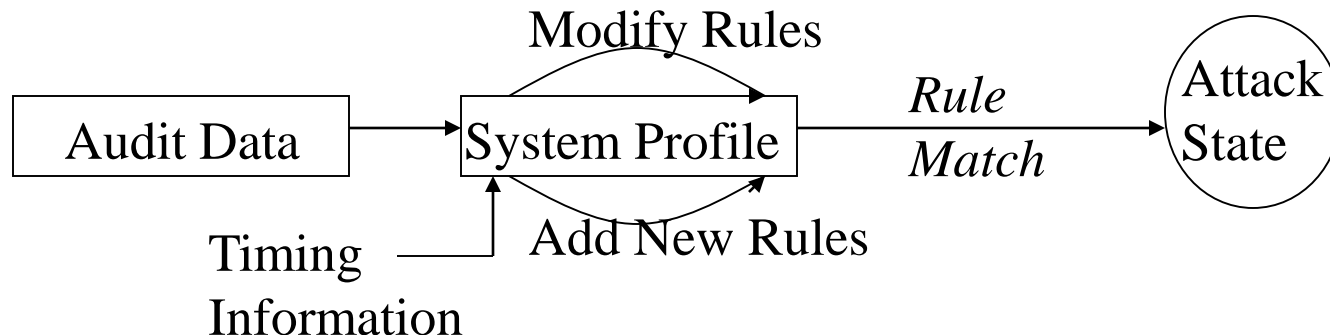 Modify Rules
Audit Data
System Profile
Rule
Match
Attack
State
Add New Rules
Timing
Information